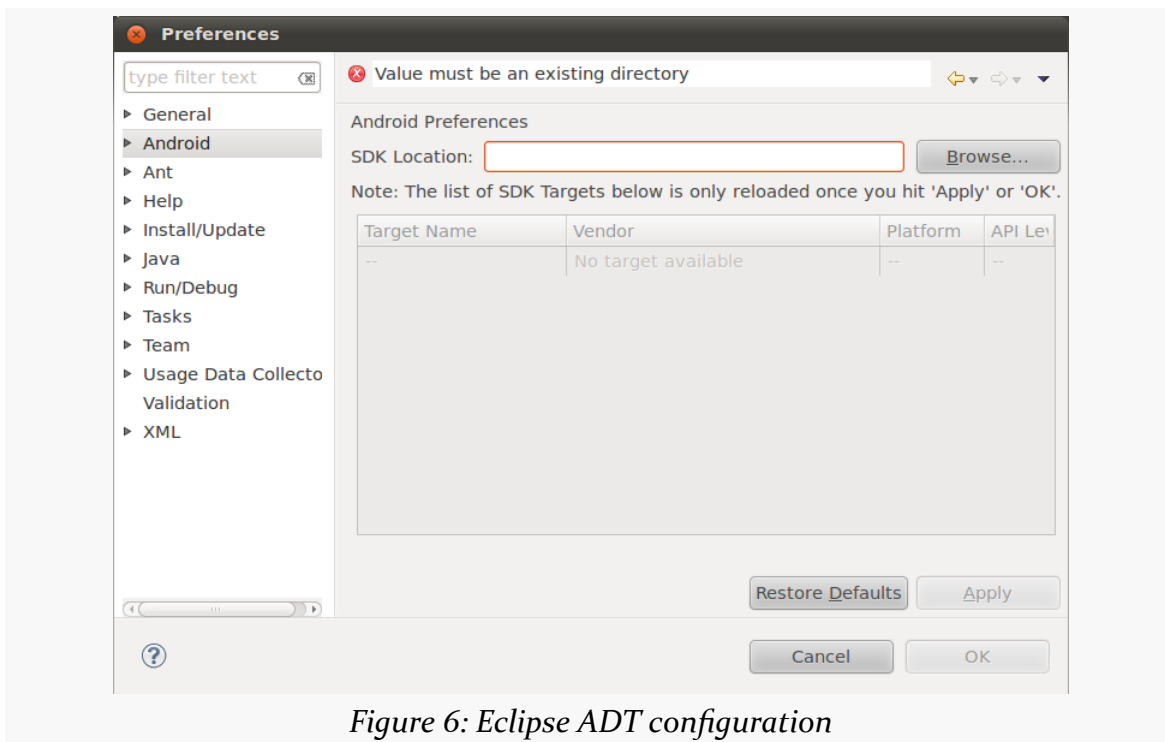 Preferences
type filter text
Value must be an existing directory
General
Android
Ant
Help
Install/Update
Java
Run/Debug
Tasks
Team
Usage Data Collecto
Validation
XML
Android Preferences
SDK Location:
Browse...
Note: The list of SDK Targets below is only reloaded once you hit 'Apply' or 'OK'.
Target Name Vendor Platform API Lev
-- No target available -- --
Restore Defaults Apply
Cancel OK
Figure 6: Eclipse ADT configuration